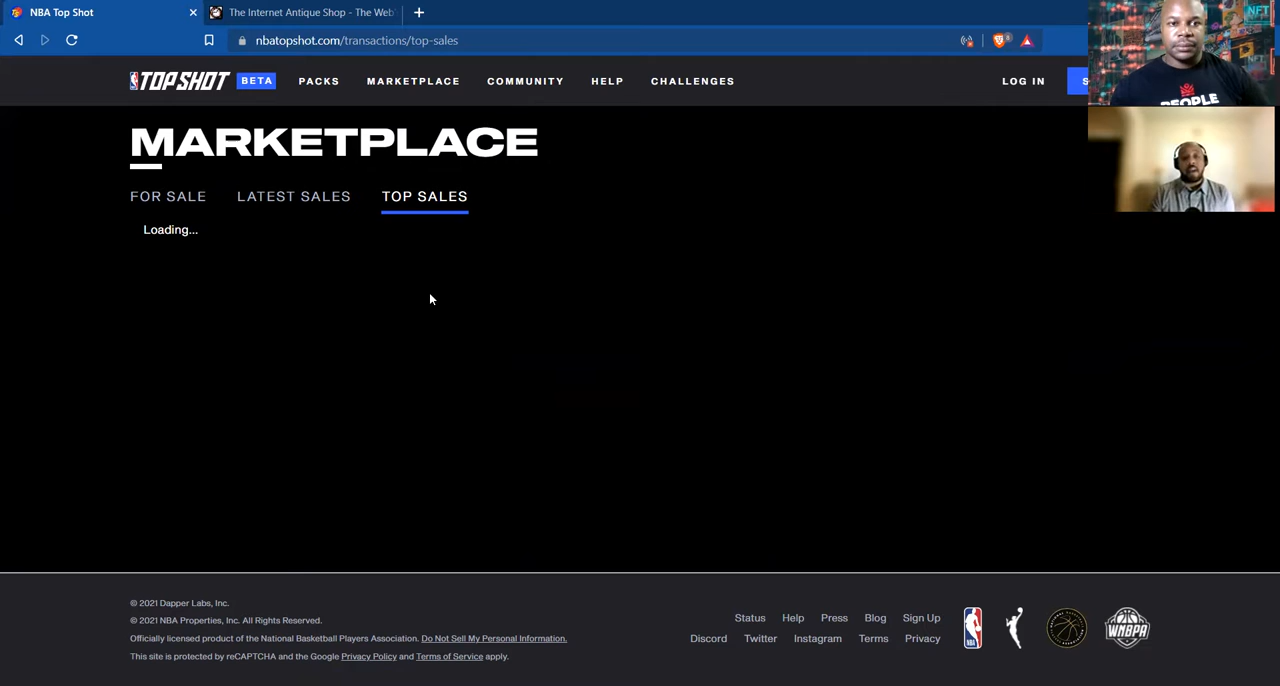 NBA Top Shot
The Internet Antique Shop - The Web
nbatopshot.com/transactions/top-sales
8
TOP SHOT
BETA
PACKS
MARKETPLACE
COMMUNITY
HELP
CHALLENGES
LOG IN
S
NFT
PEOPLE
MARKETPLACE
FOR SALE
LATEST SALES
TOP SALES
Loading...
© 2021 Dapper Labs, Inc.
© 2021 NBA Properties, Inc. All Rights Reserved.
Officially licensed product of the National Basketball Players Association. Do Not Sell My Personal Information.
This site is protected by reCAPTCHA and the Google Privacy Policy and Terms of Service apply.
Status Help Press Blog Sign Up
Discord Twitter Instagram Terms Privacy
NBA
WNBPA